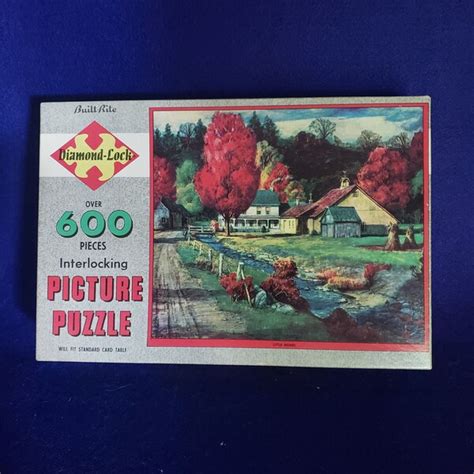 Built-Rite
Diamond-Lock
OVER
600
PIECES
Interlocking
PICTURE
PUZZLE
WILL FIT STANDARD CARD TABLE